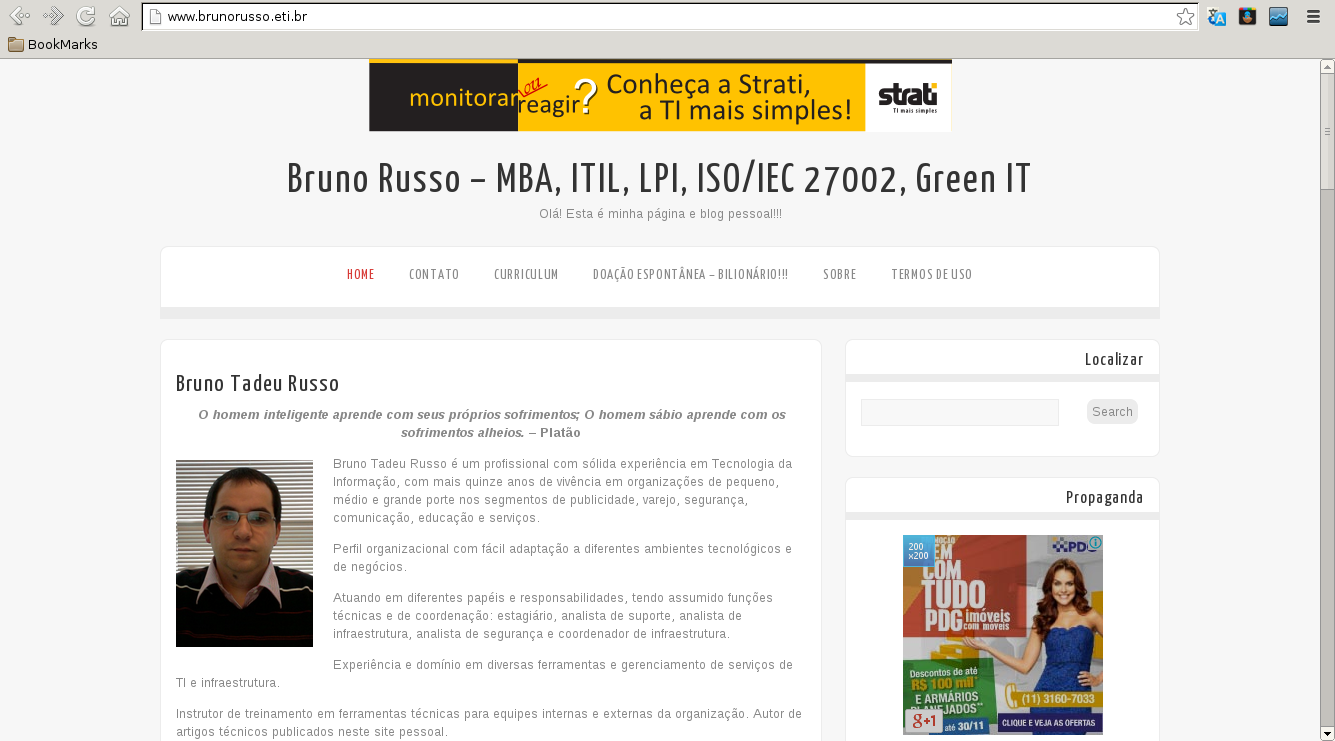 www.brunorusso.eti.br
BookMarks
monitorar ou reagir? Conheça a Strati,
a TI mais simples!
strati
TI mais simples
Bruno Russo – MBA, ITIL, LPI, ISO/IEC 27002, Green IT
Olá! Esta é minha página e blog pessoal!!!
HOME CONTATO CURRICULUM DOAÇÃO ESPONTÂNEA – BILIONÁRIO!!! SOBRE TERMOS DE USO
Bruno Tadeu Russo
O homem inteligente aprende com seus próprios sofrimentos; O homem sábio aprende com os
sofrimentos alheios. – Platão
Bruno Tadeu Russo é um profissional com sólida experiência em Tecnologia da
Informação, com mais quinze anos de vivência em organizações de pequeno,
médio e grande porte nos segmentos de publicidade, varejo, segurança,
comunicação, educação e serviços.
Perfil organizacional com fácil adaptação a diferentes ambientes tecnológicos e
de negócios.
Atuando em diferentes papéis e responsabilidades, tendo assumido funções
técnicas e de coordenação: estagiário, analista de suporte, analista de
infraestrutura, analista de segurança e coordenador de infraestrutura.
Experiência e domínio em diversas ferramentas e gerenciamento de serviços de
TI e infraestrutura.
Instrutor de treinamento em ferramentas técnicas para equipes internas e externas da organização. Autor de
artigos técnicos publicados neste site pessoal.
Localizar
Search
Propaganda
200
x200
EM
COM
TUDO
PDG imóveis
com moveis
PDG
Descontos de até
R$ 100 mil
E ARMÁRIOS
PLANEJADOS**
(11) 3160-7033
g+1
até 30/11
CLIQUE E VEJA AS OFERTAS